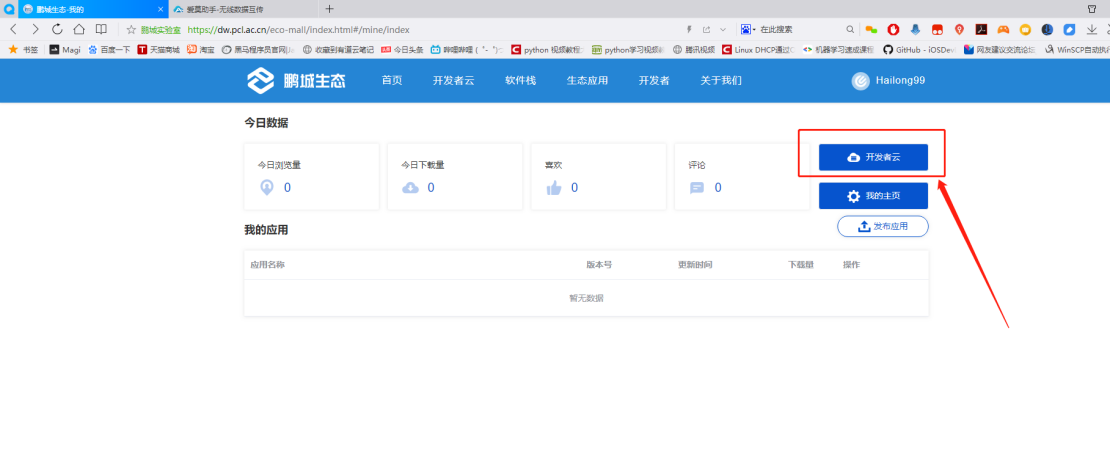 鹏城生态-我的
爱莫助手-无线数据互传
鹏城实验室 https://dw.pcl.ac.cn/eco-mall/index.html#/mine/index
在此搜索
书签 Magi 百度一下 天猫商城 淘宝 黑马程序员官网 收藏到有道云笔记 今日头条 哔哩哔哩 ( ゜- ゜)つ python 视频教程 python学习视频 腾讯视频 Linux DHCP通过C 机器学习速成课程 GitHub - iOSDev 网友建议交流论坛 WinSCP自动执行
鹏城生态 首页 开发者云 软件栈 生态应用 开发者 关于我们 Hailong99
今日数据
今日浏览量 今日下载量 喜欢 评论
0 0 0 0
开发者云
我的主页
我的应用
发布应用
应用名称 版本号 更新时间 下载量 操作
暂无数据